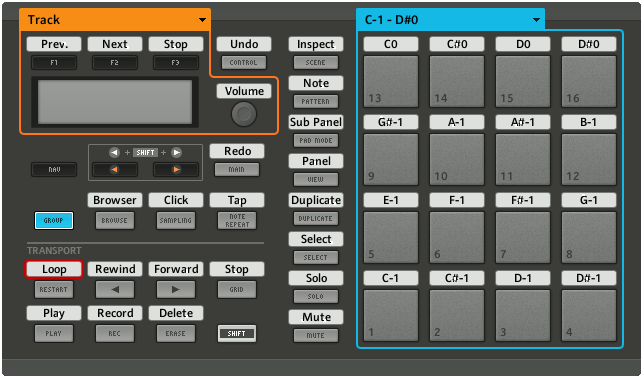 Track
C-1 - D#0
Prev. Next Stop Undo Inspect C0 C#0 D0 D#0
F1 F2 F3 CONTROL SCENE
Volume Note
PATTERN
13 14 15 16
Sub Panel G#-1 A-1 A#-1 B-1
PAD MODE
+ SHIFT + Redo Panel
NAV MAIN VIEW
9 10 11 12
Browser Click Tap Duplicate E-1 F-1 F#-1 G-1
GROUP BROWSE SAMPLING NOTE REPEAT DUPLICATE
TRANSPORT Select
5 6 7 8
SELECT
Loop Rewind Forward Stop Solo C-1 C#-1 D-1 D#-1
RESTART GRID SOLO
Play Record Delete Mute
PLAY REC ERASE SHIFT MUTE
1 2 3 4